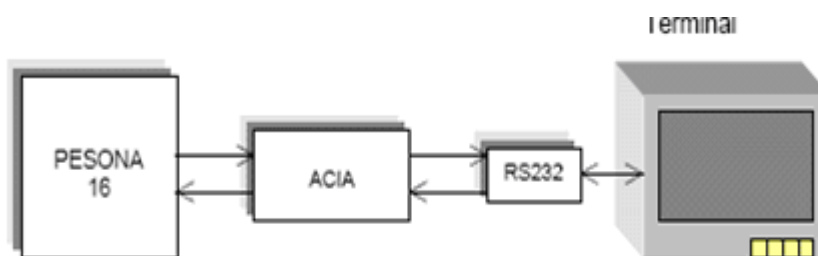 Terminal
PESONA
16
ACIA
RS232